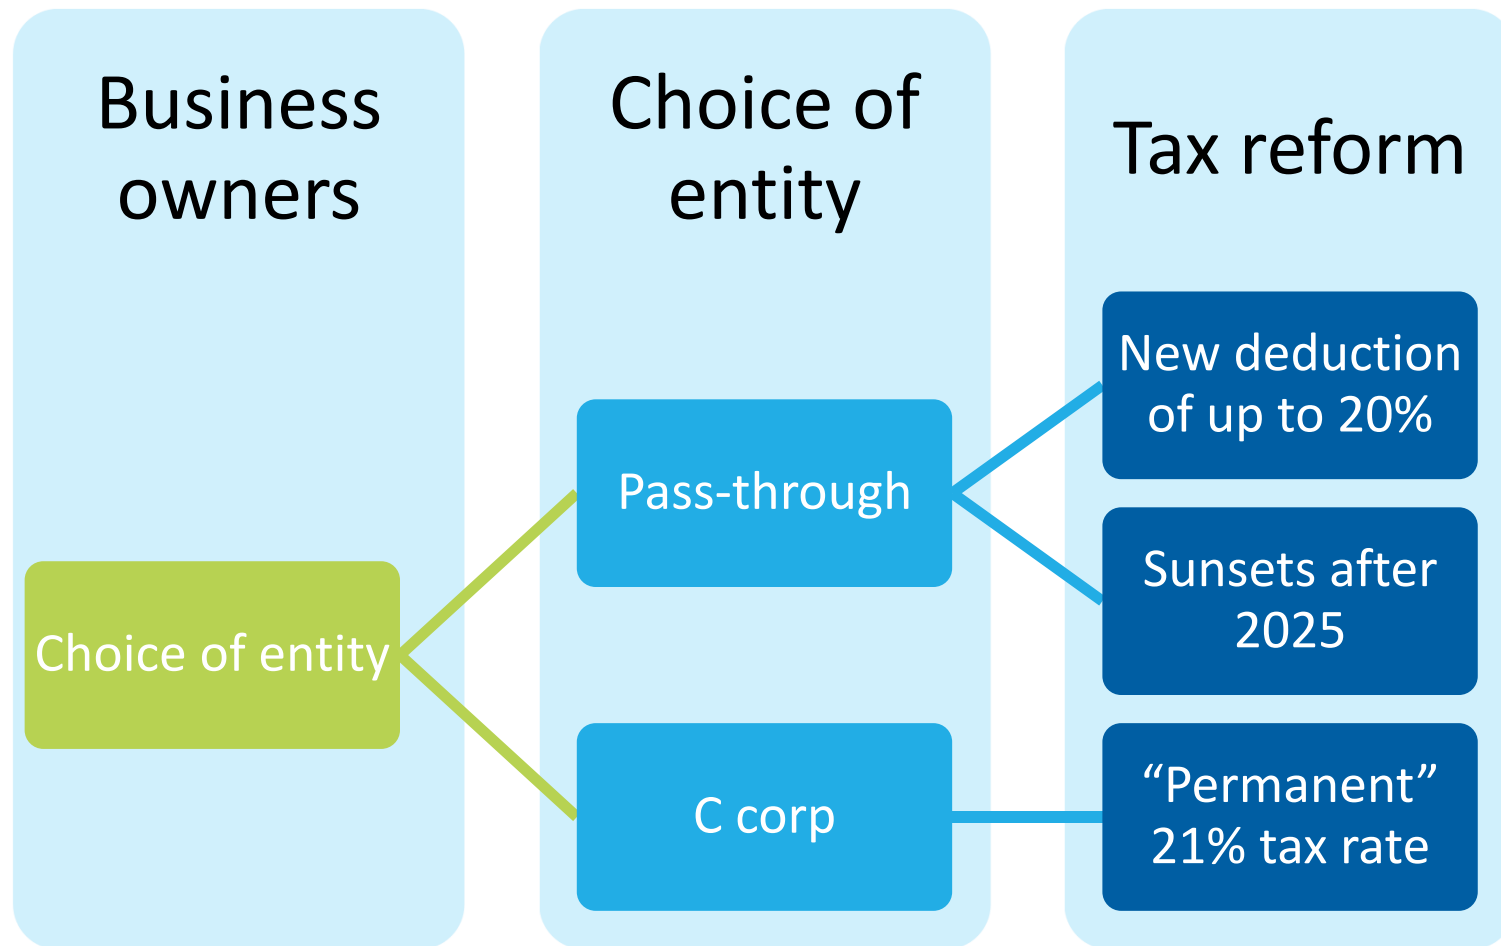 Business
owners
Choice of
entity
Tax reform
Choice of entity
Pass-through
C corp
New deduction
of up to 20%
Sunsets after
2025
“Permanent”
21% tax rate